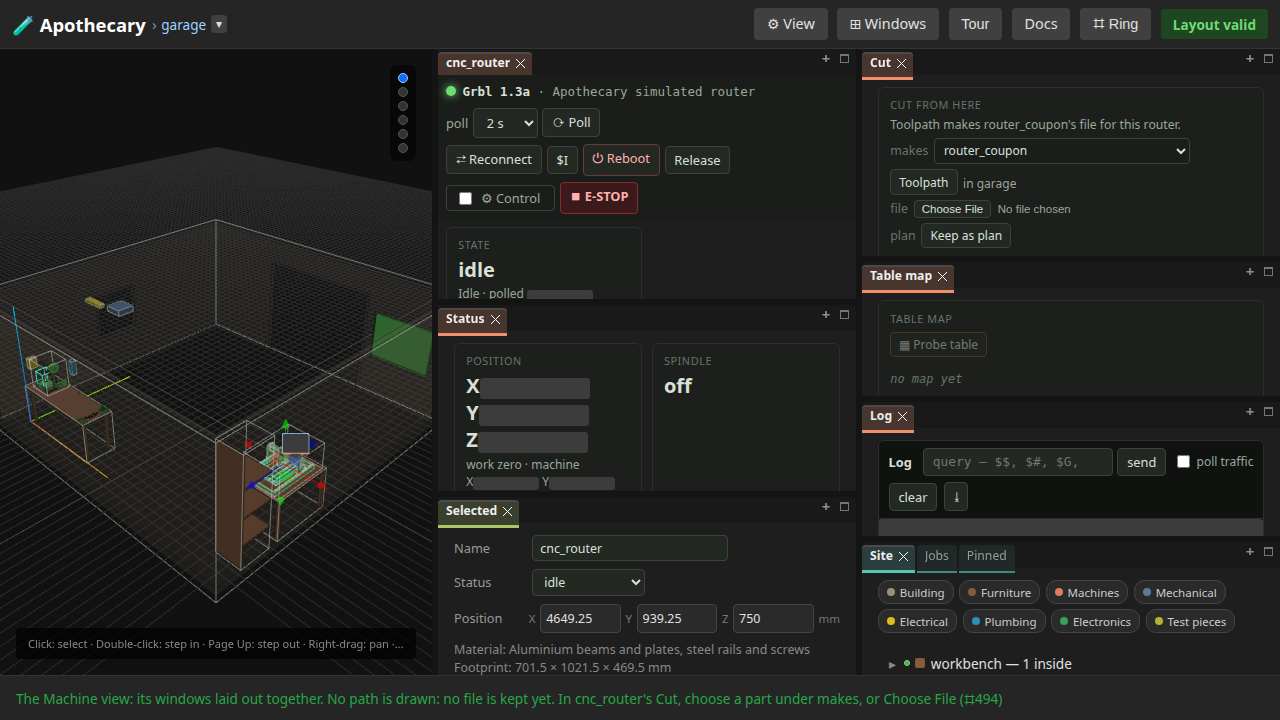 Apothecary › garage ▾
⚙ View
⊞ Windows
Tour
Docs
⌗ Ring
Layout valid
Click: select · Double-click: step in · Page Up: step out · Right-drag: pan ·...
cnc_router
Grbl 1.3a · Apothecary simulated router
poll 2 s ⟳ Poll
⇄ Reconnect $I ⏻ Reboot Release
⚙ Control ■ E-STOP
STATE
idle
Idle · polled
Status
POSITION
X
Y
Z
work zero · machine
X Y
SPINDLE
off
Selected
Name cnc_router
Status idle
Position X 4649.25 Y 939.25 Z 750 mm
Material: Aluminium beams and plates, steel rails and screws
Footprint: 701.5 × 1021.5 × 469.5 mm
Cut
CUT FROM HERE
Toolpath makes router_coupon's file for this router.
makes router_coupon
Toolpath in garage
file Choose File No file chosen
plan Keep as plan
Table map
TABLE MAP
▦ Probe table
no map yet
Log
Log query — $$, $#, $G, send poll traffic
clear ⭳
Site Jobs Pinned
Building Furniture Machines Mechanical
Electrical Plumbing Electronics Test pieces
▸ workbench — 1 inside
The Machine view: its windows laid out together. No path is drawn: no file is kept yet. In cnc_router's Cut, choose a part under makes, or Choose File (⌗494)